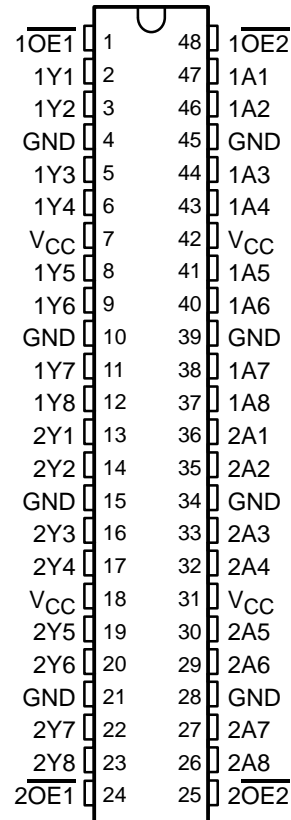 1OE1 1 48 1OE2
1Y1 2 47 1A1
1Y2 3 46 1A2
GND 4 45 GND
1Y3 5 44 1A3
1Y4 6 43 1A4
VCC 7 42 VCC
1Y5 8 41 1A5
1Y6 9 40 1A6
GND 10 39 GND
1Y7 11 38 1A7
1Y8 12 37 1A8
2Y1 13 36 2A1
2Y2 14 35 2A2
GND 15 34 GND
2Y3 16 33 2A3
2Y4 17 32 2A4
VCC 18 31 VCC
2Y5 19 30 2A5
2Y6 20 29 2A6
GND 21 28 GND
2Y7 22 27 2A7
2Y8 23 26 2A8
2OE1 24 25 2OE2